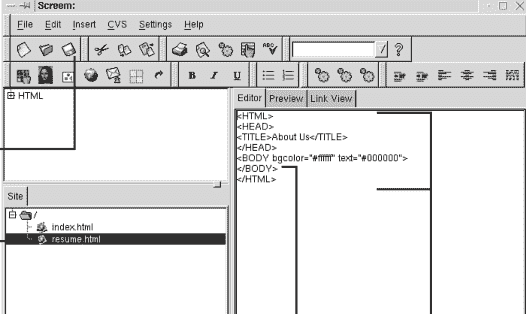 Screem:
File Edit Insert CVS Settings Help
ABC
?
B I U
HTML
Editor Preview Link View
<HTML>
<HEAD>
<TITLE>About Us</TITLE>
</HEAD>
<BODY bgcolor="#ffffff" text="#000000">
</BODY>
</HTML>
Site
/
index.html
resume.html